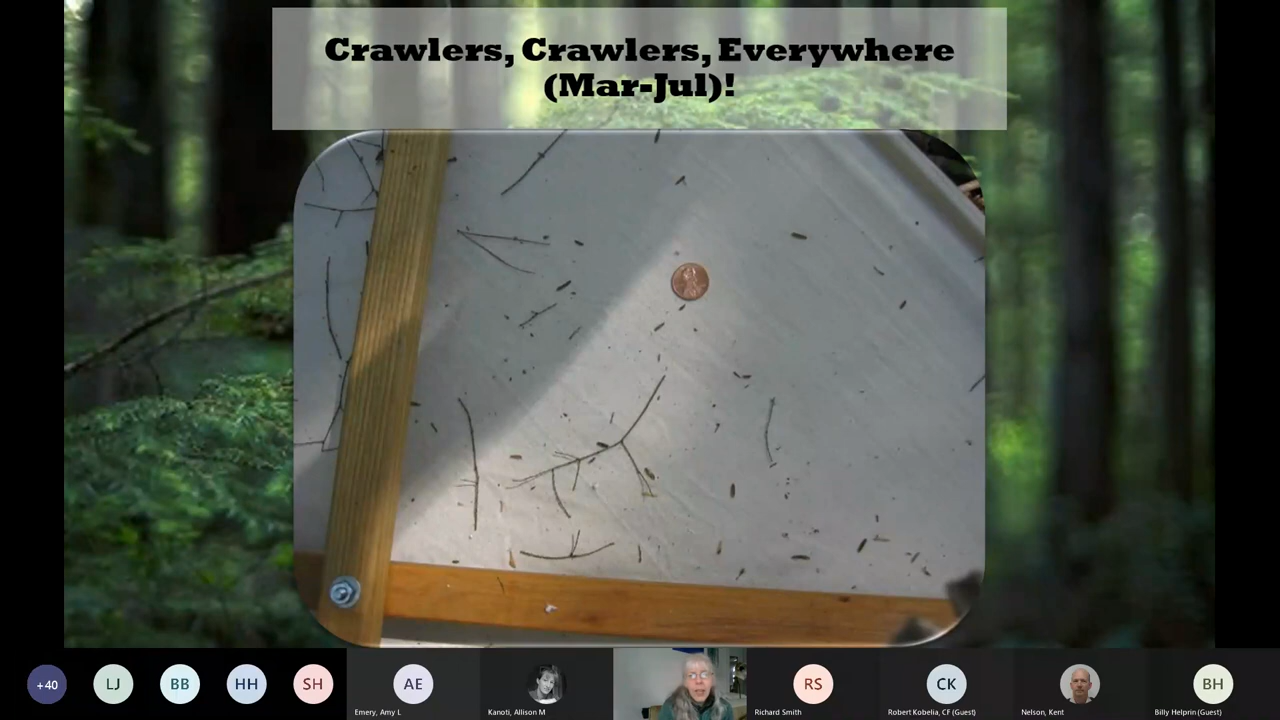 Crawlers, Crawlers, Everywhere
(Mar-Jul)!
+40
LJ
BB
HH
SH
AE
RS
CK
BH
Emery, Amy L
Kanoti, Allison M
Richard Smith
Robert Kobelia, CF (Guest)
Nelson, Kent
Billy Helprin (Guest)